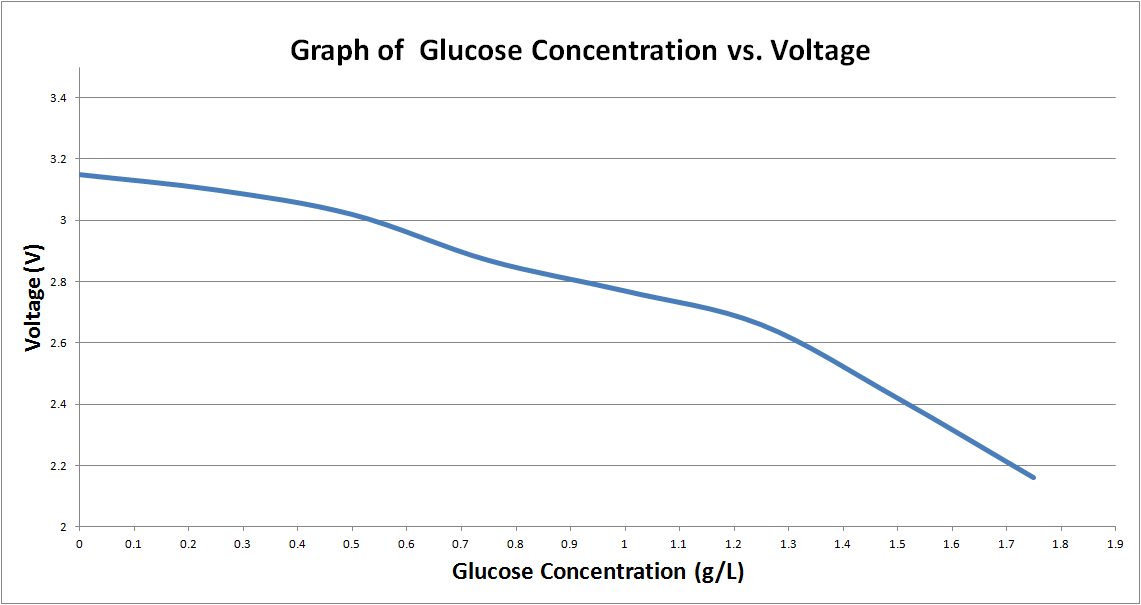 Graph of  Glucose Concentration vs. Voltage
3.4
3.2
3
2.8
2.6
2.4
2.2
2
Voltage (V)
0 0.1 0.2 0.3 0.4 0.5 0.6 0.7 0.8 0.9 1 1.1 1.2 1.3 1.4 1.5 1.6 1.7 1.8 1.9
Glucose Concentration (g/L)